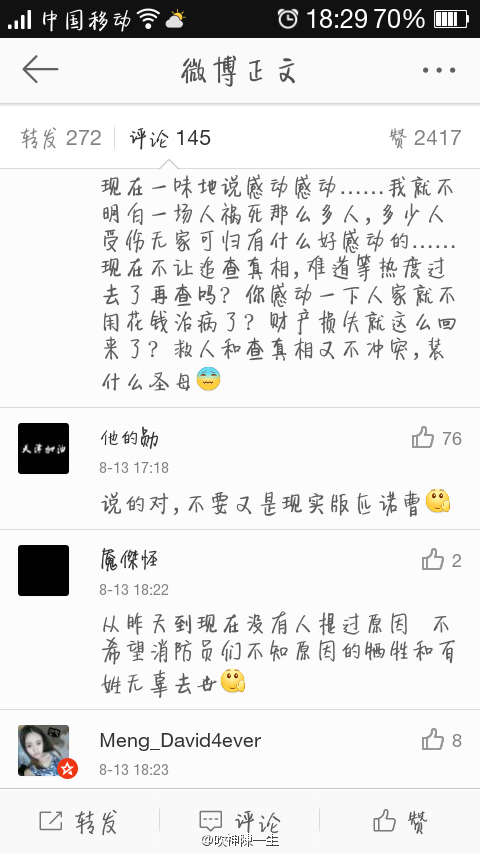 中国移动 18:29 70%
微博正文
转发 272 评论 145 赞 2417
现在一味地说感动感动……我就不
明白一场人祸死那么多人,多少人
受伤无家可归有什么好感动的……
现在不让追查真相,难道等热度过
去了再查吗?你感动一下人家就不
用花钱治病了?财产损失就这么回
来了?救人和查真相又不冲突,装
什么圣母
天津加油
他的勋 76
8-13 17:18
说的对,不要又是现实版匹诺曹
魇傑怪 2
8-13 18:22
从昨天到现在没有人提过原因 不
希望消防员们不知原因的牺牲和百
姓无辜去世
Meng_David4ever 8
8-13 18:23
转发 评论 赞
@欧神陳一生